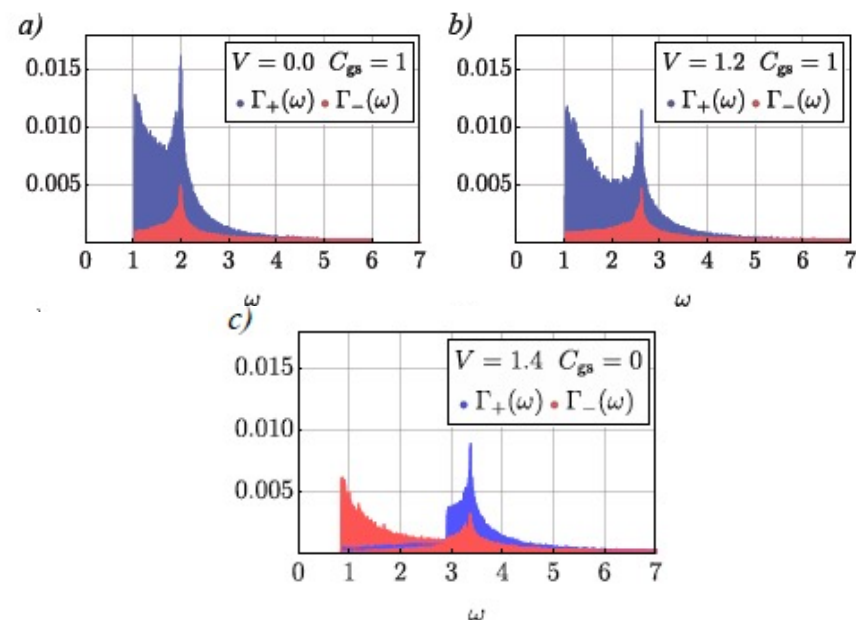 a)
V = 0.0 C_gs = 1
Γ₊(ω) Γ₋(ω)
0.015
0.010
0.005
0 1 2 3 4 5 6 7
ω
b)
V = 1.2 C_gs = 1
Γ₊(ω) Γ₋(ω)
0.015
0.010
0.005
0 1 2 3 4 5 6 7
ω
c)
V = 1.4 C_gs = 0
Γ₊(ω) Γ₋(ω)
0.015
0.010
0.005
0 1 2 3 4 5 6 7
ω